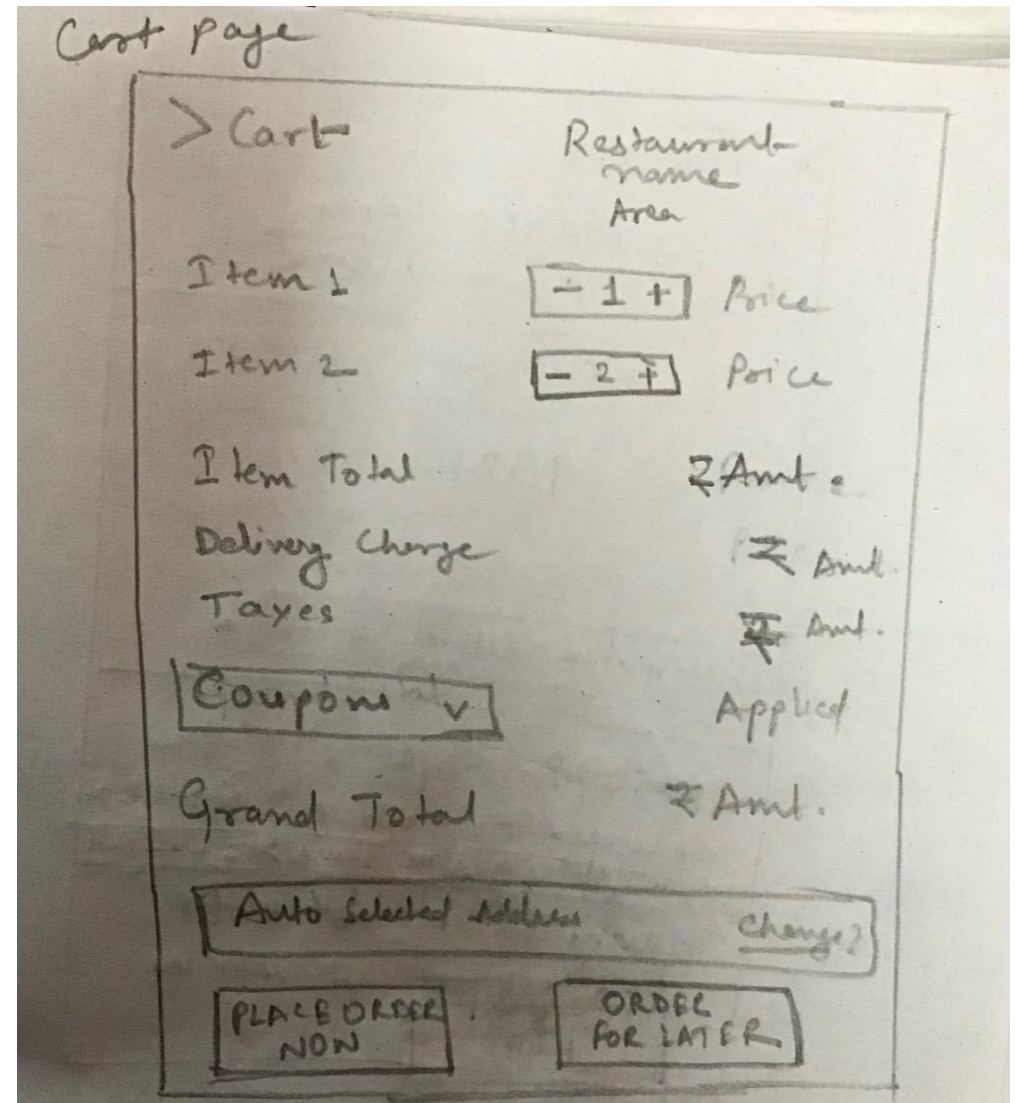 Cart page
> Cart
Restaurant
name
Area
Item 1 - 1 + Price
Item 2 - 2 + Price
Item Total ₹ Amt.
Delivery Charge ₹ Amt.
Taxes ₹ Amt.
Coupons v Applied
Grand Total ₹ Amt.
Auto Selected Address Change?
PLACE ORDER
NOW
ORDER
FOR LATER